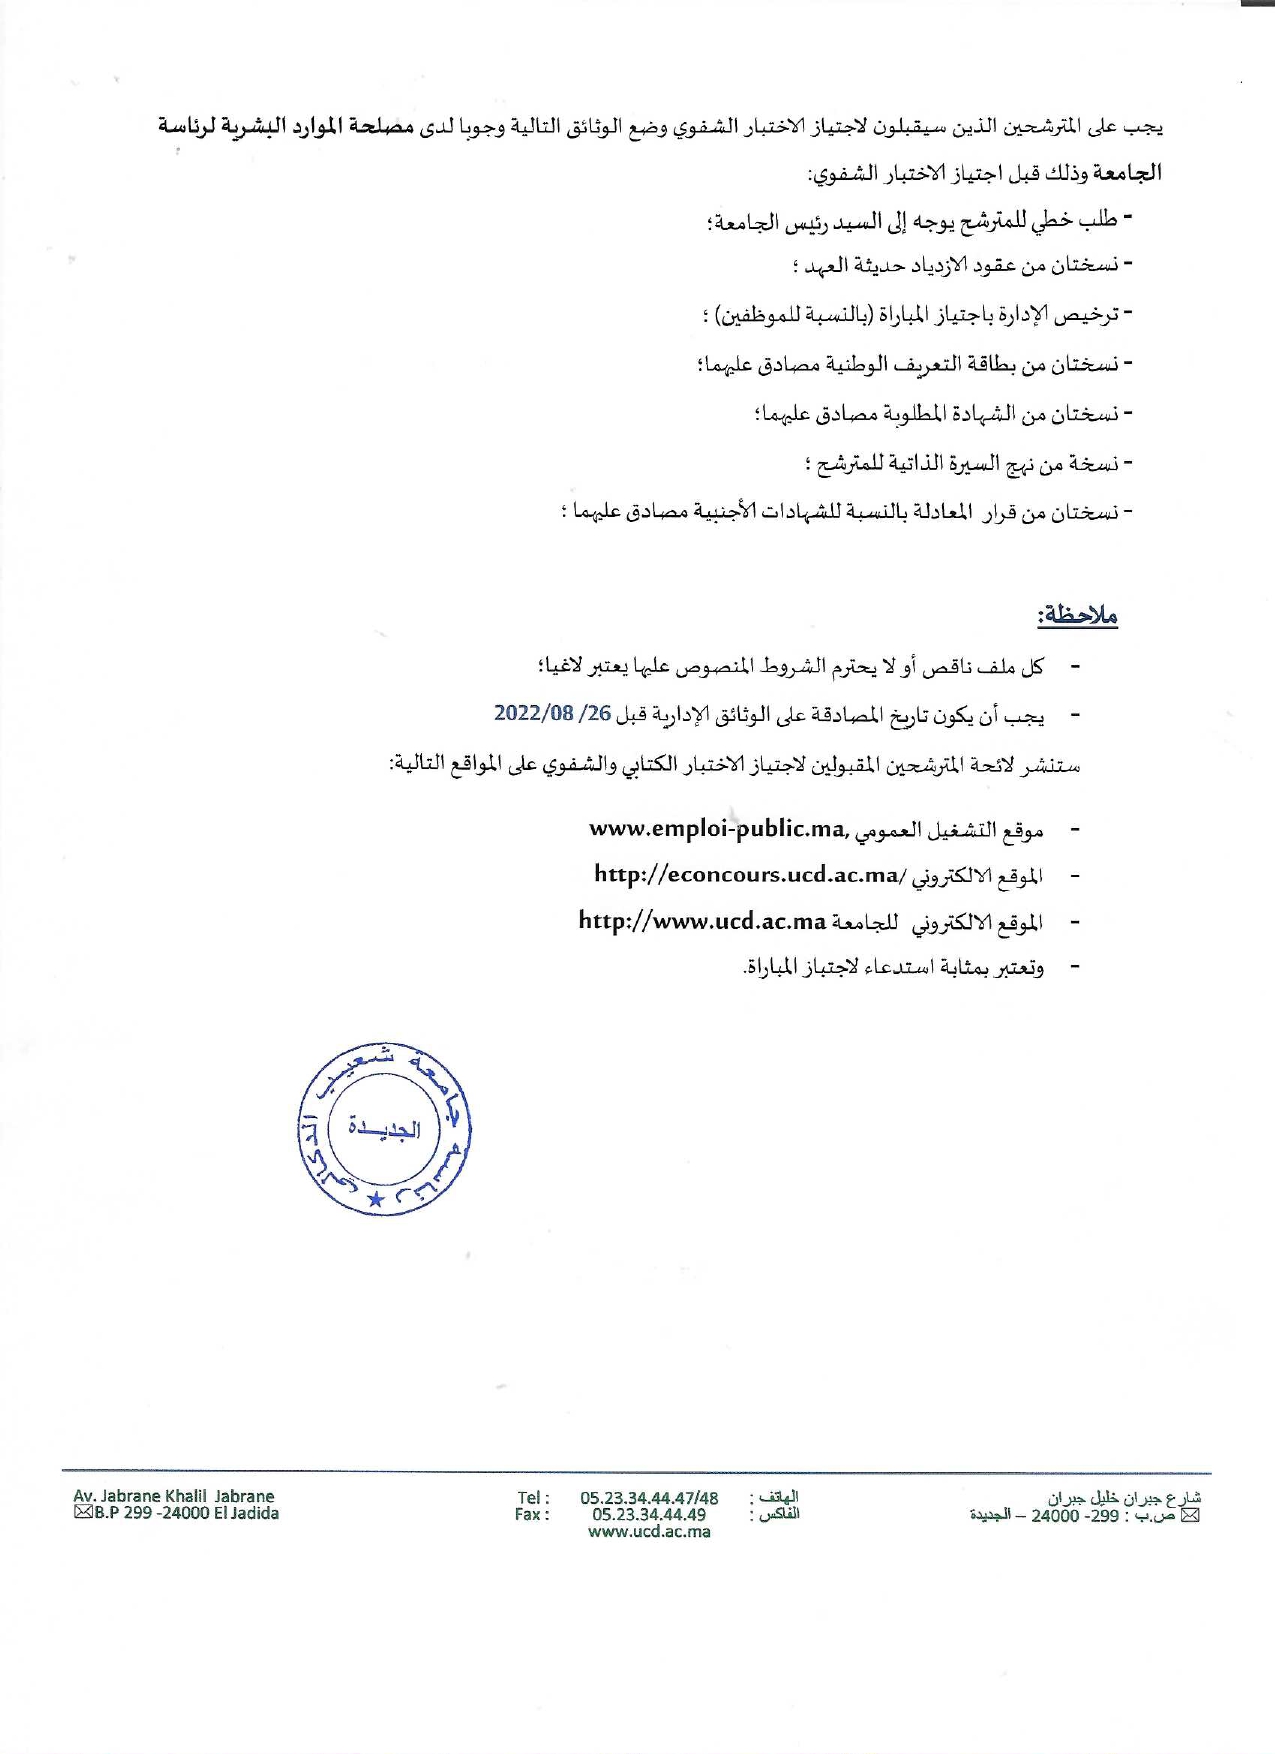 يجب على المترشحين الذين سيقبلون لاجتياز الاختبار الشفوي وضع الوثائق التالية وجوبا لدى مصلحة الموارد البشرية لرئاسة
الجامعة وذلك قبل اجتياز الاختبار الشفوي:
- طلب خطي للمترشح يوجه إلى السيد رئيس الجامعة؛
- نسختان من عقود الازدياد حديثة العهد ؛
- ترخيص الإدارة باجتياز المباراة (بالنسبة للموظفين) ؛
- نسختان من بطاقة التعريف الوطنية مصادق عليهما؛
- نسختان من الشهادة المطلوبة مصادق عليهما؛
- نسخة من نهج السيرة الذاتية للمترشح ؛
- نسختان من قرار المعادلة بالنسبة للشهادات الأجنبية مصادق عليهما ؛
ملاحظة:
- كل ملف ناقص أو لا يحترم الشروط المنصوص عليها يعتبر لاغيا؛
- يجب أن يكون تاريخ المصادقة على الوثائق الإدارية قبل 26/ 08/2022
ستنشر لائحة المترشحين المقبولين لاجتياز الاختبار الكتابي والشفوي على المواقع التالية:
- موقع التشغيل العمومي www.emploi-public.ma,
- الموقع الالكتروني http://econcours.ucd.ac.ma/
- الموقع الالكتروني للجامعة http://www.ucd.ac.ma
- وتعتبر بمثابة استدعاء لاجتياز المباراة.
رئاسة جامعة شعيب الدكالي
الجديدة
Av. Jabrane Khalil Jabrane
B.P 299 -24000 El Jadida
Tel : 05.23.34.44.47/48 الهاتف :
Fax : 05.23.34.44.49 الفاكس :
www.ucd.ac.ma
شارع جبران خليل جبران
ص.ب : 299- 24000 – الجديدة